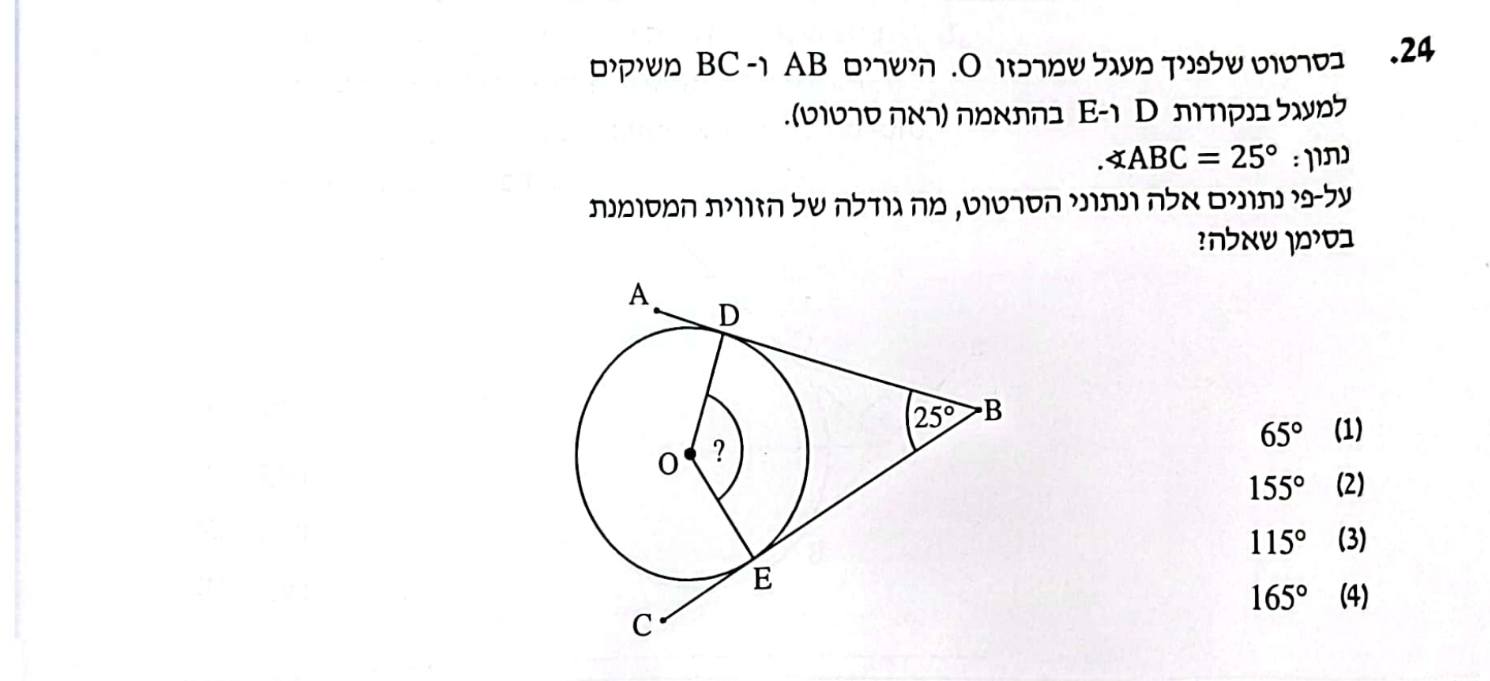 24. בסרטוט שלפניך מעגל שמרכזו O. הישרים AB ו- BC משיקים
למעגל בנקודות D ו-E בהתאמה (ראה סרטוט).
נתון: ∢ABC = 25°.
על-פי נתונים אלה ונתוני הסרטוט, מה גודלה של הזווית המסומנת
בסימן שאלה?
A
D
25°
B
O
?
E
C
(1) 65°
(2) 155°
(3) 115°
(4) 165°